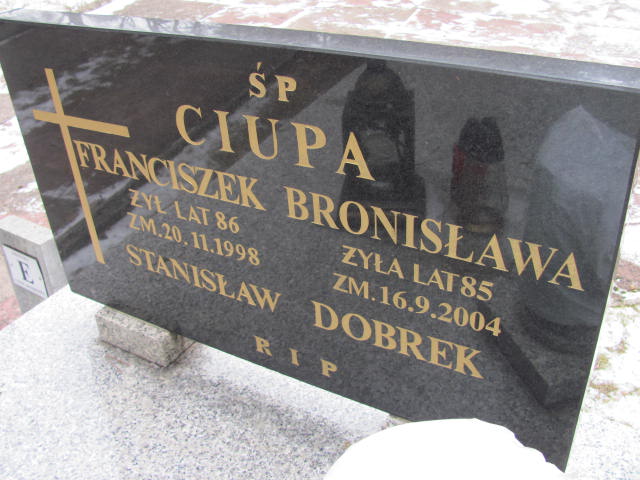 ŚP
CIUPA
FRANCISZEK BRONISŁAWA
ŻYŁ LAT 86 ŻYŁA LAT 85
ZM.20.11.1998 ZM.16.9.2004
STANISŁAW DOBREK
R I P
E